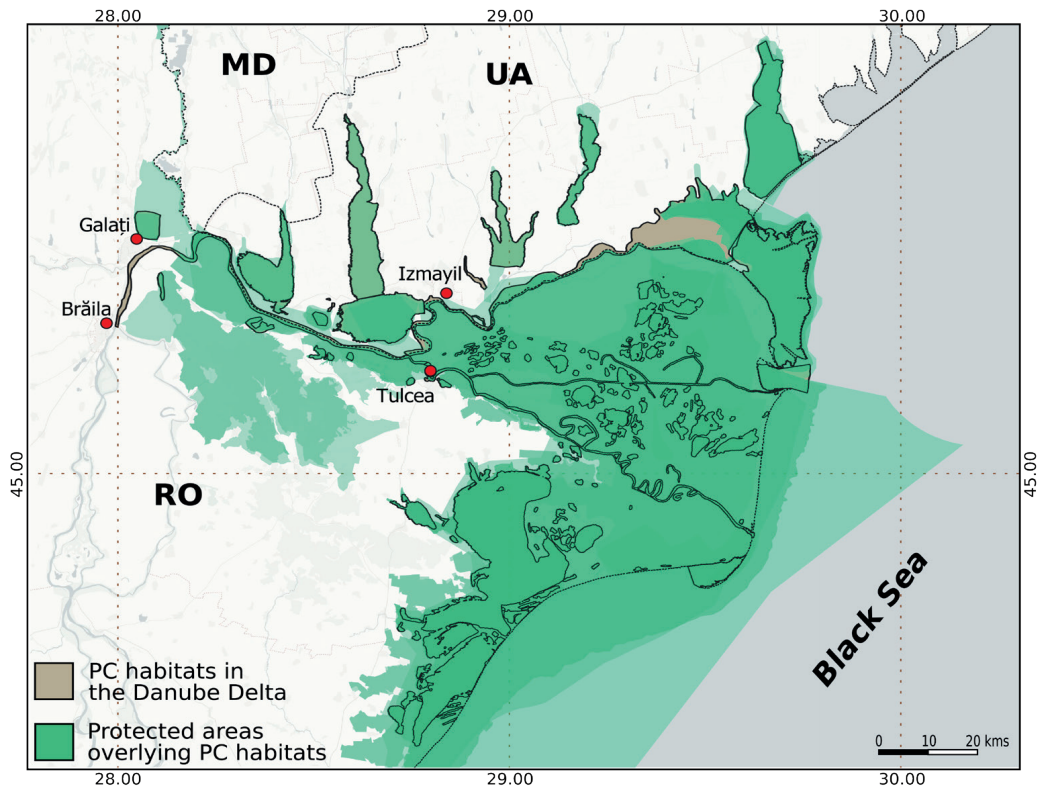 28.00
29.00
30.00
MD
UA
Galați
Izmayil
Brăila
Tulcea
45.00
45.00
RO
Black Sea
PC habitats in
the Danube Delta
Protected areas
overlying PC habitats
0 10 20 kms
28.00
29.00
30.00